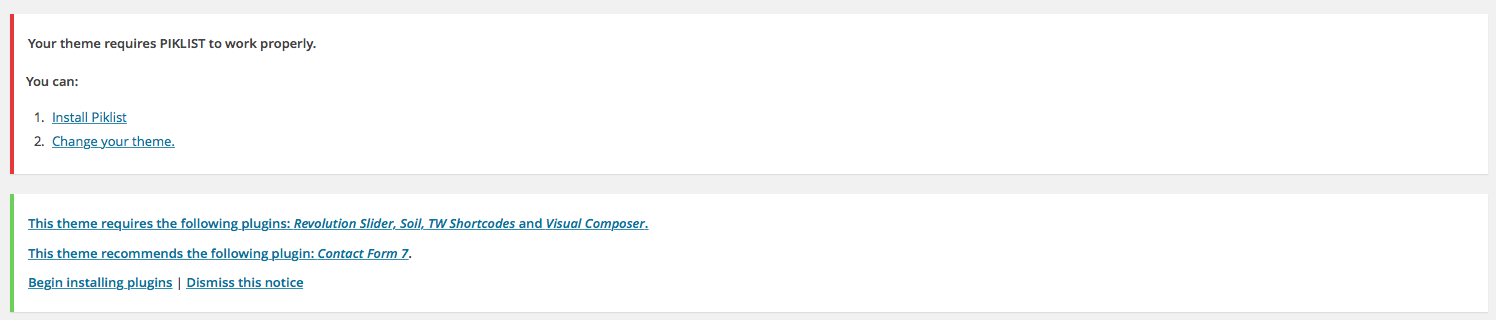 Your theme requires PIKLIST to work properly.
You can:
1. Install Piklist
2. Change your theme.
This theme requires the following plugins: Revolution Slider, Soil, TW Shortcodes and Visual Composer.
This theme recommends the following plugin: Contact Form 7.
Begin installing plugins | Dismiss this notice